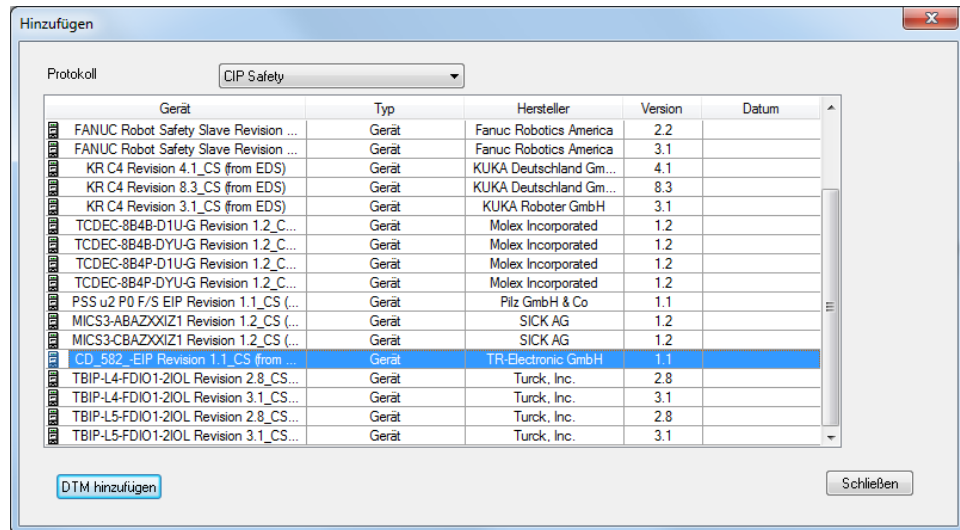 Hinzufügen
Protokoll CIP Safety
Gerät Typ Hersteller Version Datum
FANUC Robot Safety Slave Revision ... Gerät Fanuc Robotics America 2.2
FANUC Robot Safety Slave Revision ... Gerät Fanuc Robotics America 3.1
KR C4 Revision 4.1_CS (from EDS) Gerät KUKA Deutschland Gm... 4.1
KR C4 Revision 8.3_CS (from EDS) Gerät KUKA Deutschland Gm... 8.3
KR C4 Revision 3.1_CS (from EDS) Gerät KUKA Roboter GmbH 3.1
TCDEC-8B4B-D1U-G Revision 1.2_C... Gerät Molex Incorporated 1.2
TCDEC-8B4B-DYU-G Revision 1.2_C... Gerät Molex Incorporated 1.2
TCDEC-8B4P-D1U-G Revision 1.2_C... Gerät Molex Incorporated 1.2
TCDEC-8B4P-DYU-G Revision 1.2_C... Gerät Molex Incorporated 1.2
PSS u2 P0 F/S EIP Revision 1.1_CS (... Gerät Pilz GmbH & Co 1.1
MICS3-ABAZXXIZ1 Revision 1.2_CS (... Gerät SICK AG 1.2
MICS3-CBAZXXIZ1 Revision 1.2_CS (... Gerät SICK AG 1.2
CD_582_-EIP Revision 1.1_CS (from ... Gerät TR-Electronic GmbH 1.1
TBIP-L4-FDIO1-2IOL Revision 2.8_CS... Gerät Turck, Inc. 2.8
TBIP-L4-FDIO1-2IOL Revision 3.1_CS... Gerät Turck, Inc. 3.1
TBIP-L5-FDIO1-2IOL Revision 2.8_CS... Gerät Turck, Inc. 2.8
TBIP-L5-FDIO1-2IOL Revision 3.1_CS... Gerät Turck, Inc. 3.1
DTM hinzufügen Schließen